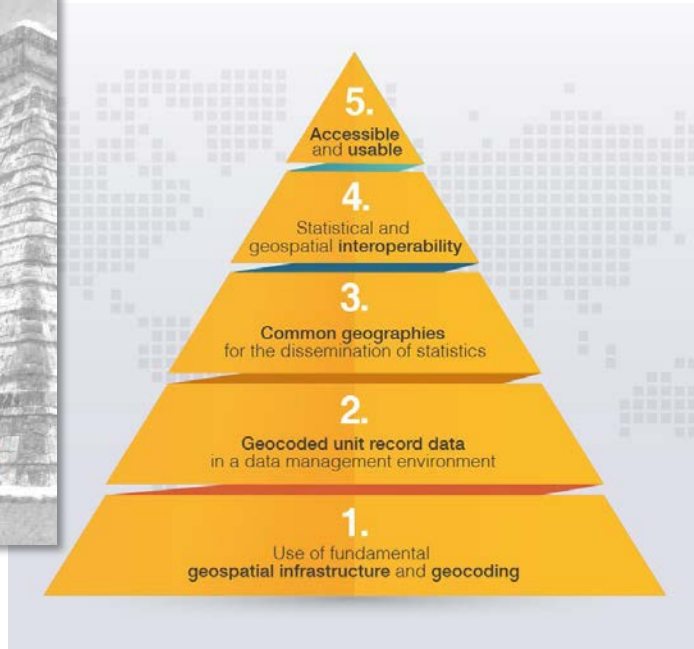 5.
Accessible
and usable
4.
Statistical and
geospatial interoperability
3.
Common geographies
for the dissemination of statistics
2.
Geocoded unit record data
in a data management environment
1.
Use of fundamental
geospatial infrastructure and geocoding